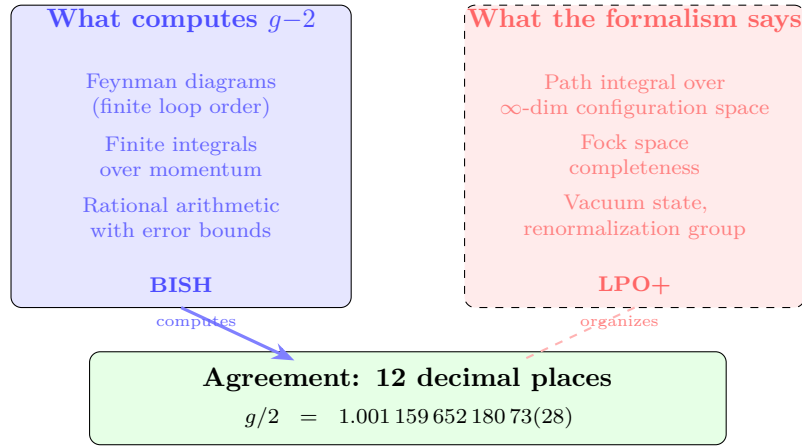 What computes g−2
Feynman diagrams
(finite loop order)
Finite integrals
over momentum
Rational arithmetic
with error bounds
BISH
What the formalism says
Path integral over
∞-dim configuration space
Fock space
completeness
Vacuum state,
renormalization group
LPO+
computes
organizes
Agreement: 12 decimal places
g/2 = 1.001 159 652 180 73(28)